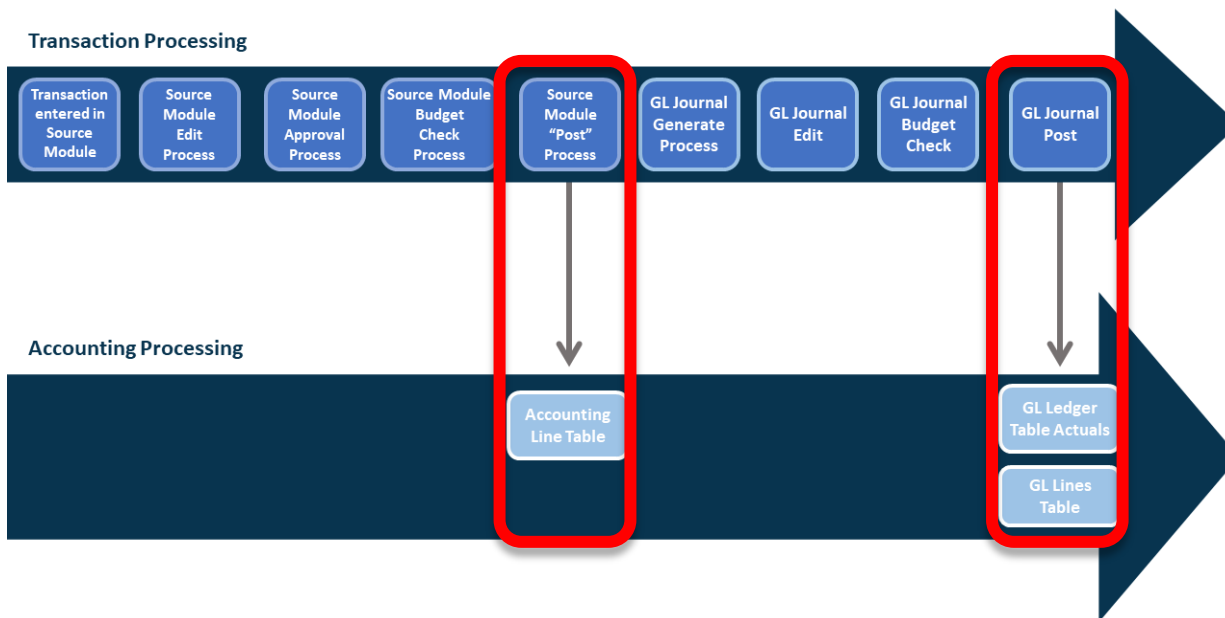 Transaction Processing
Transaction
entered in
Source
Module
Source
Module
Edit
Process
Source
Module
Approval
Process
Source Module
Budget
Check
Process
Source
Module
“Post”
Process
GL Journal
Generate
Process
GL Journal
Edit
GL Journal
Budget
Check
GL Journal
Post
Accounting Processing
Accounting
Line Table
GL Ledger
Table Actuals
GL Lines
Table